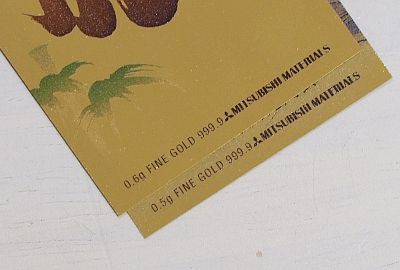 0.6g FINE GOLD 999.9 MITSUBISHI MATERIALS
0.5g FINE GOLD 999.9 MITSUBISHI MATERIALS